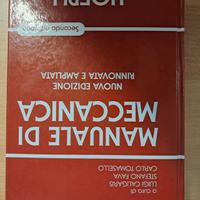 a cura di
LUIGI CALIGARIS
STEFANO FAVA
CARLO TOMASELLO
MANUALE DI
MECCANICA
NUOVA EDIZIONE
RINNOVATA E AMPLIATA
Seconda edizione
HOEPLI